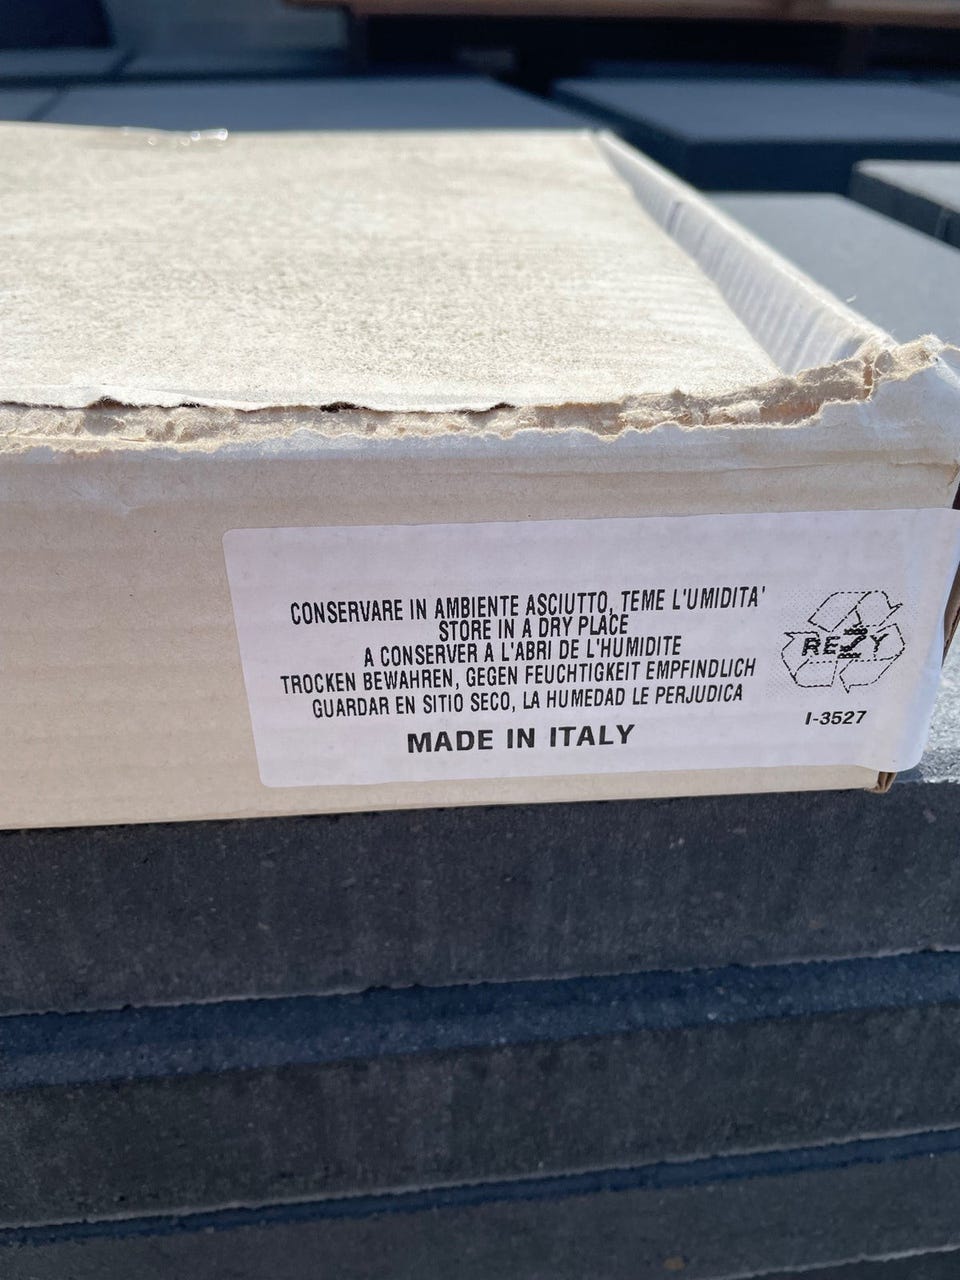 CONSERVARE IN AMBIENTE ASCIUTTO, TEME L'UMIDITA'
STORE IN A DRY PLACE
A CONSERVER A L'ABRI DE L'HUMIDITE
TROCKEN BEWAHREN, GEGEN FEUCHTIGKEIT EMPFINDLICH
GUARDAR EN SITIO SECO, LA HUMEDAD LE PERJUDICA
MADE IN ITALY
REZY
I-3527